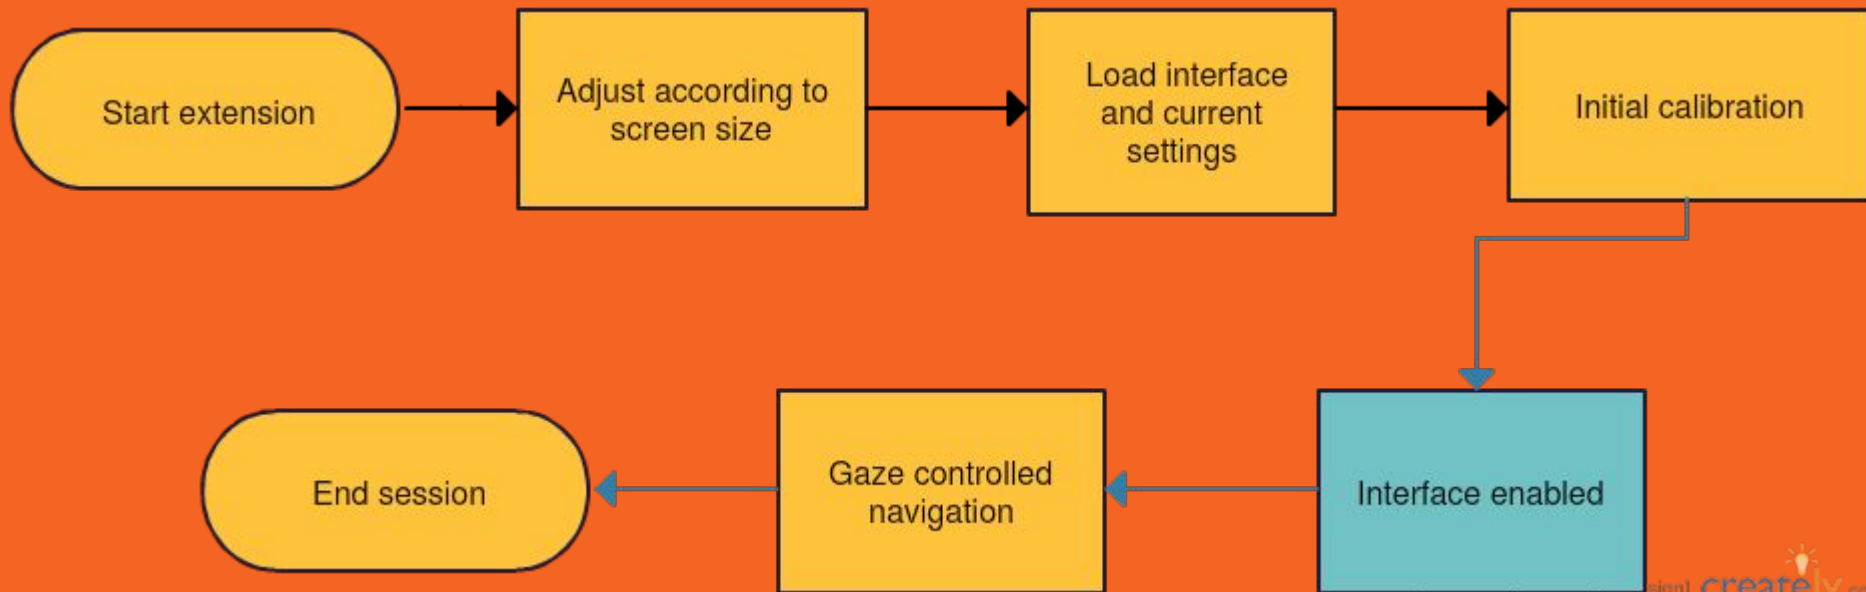 Start extension
Adjust according to
screen size
Load interface
and current
settings
Initial calibration
End session
Gaze controlled
navigation
Interface enabled
creately